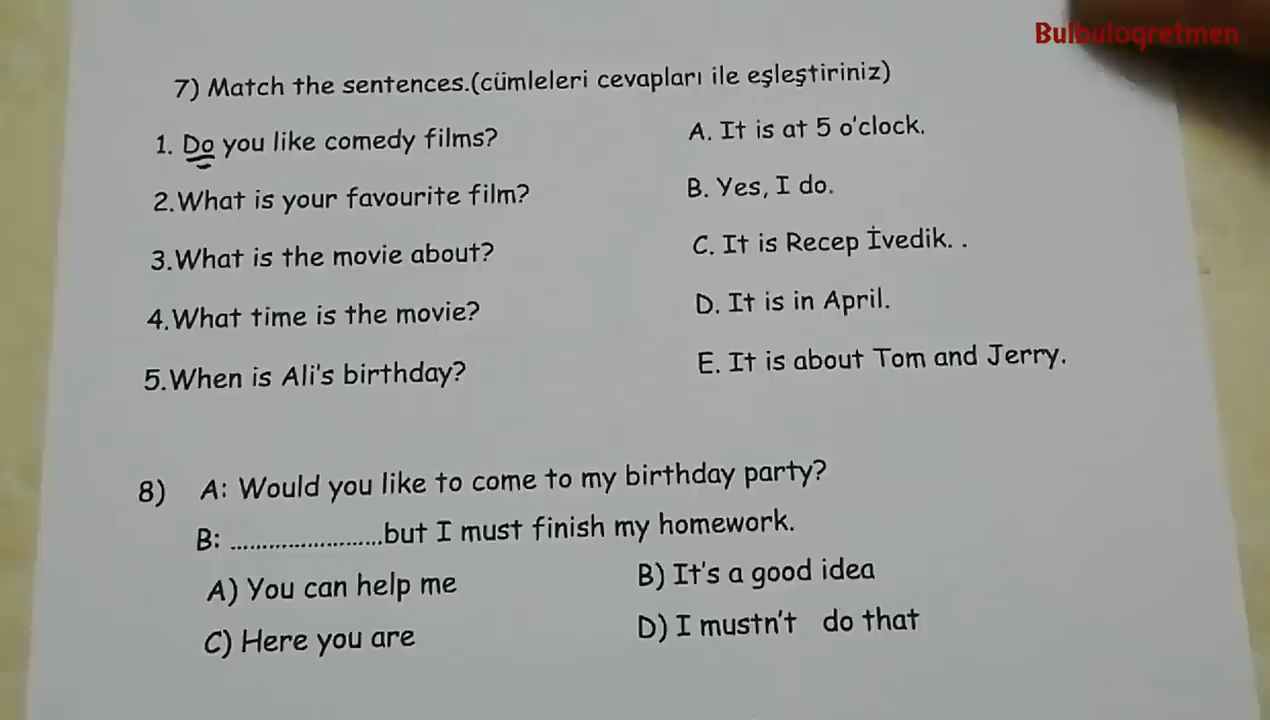 Bulbulogretmen
7) Match the sentences.(cümleleri cevapları ile eşleştiriniz)
1. Do you like comedy films? A. It is at 5 o'clock.
2.What is your favourite film? B. Yes, I do.
3.What is the movie about? C. It is Recep İvedik. .
4.What time is the movie? D. It is in April.
5.When is Ali's birthday? E. It is about Tom and Jerry.
8) A: Would you like to come to my birthday party?
B: ........................but I must finish my homework.
A) You can help me B) It's a good idea
C) Here you are D) I mustn't do that